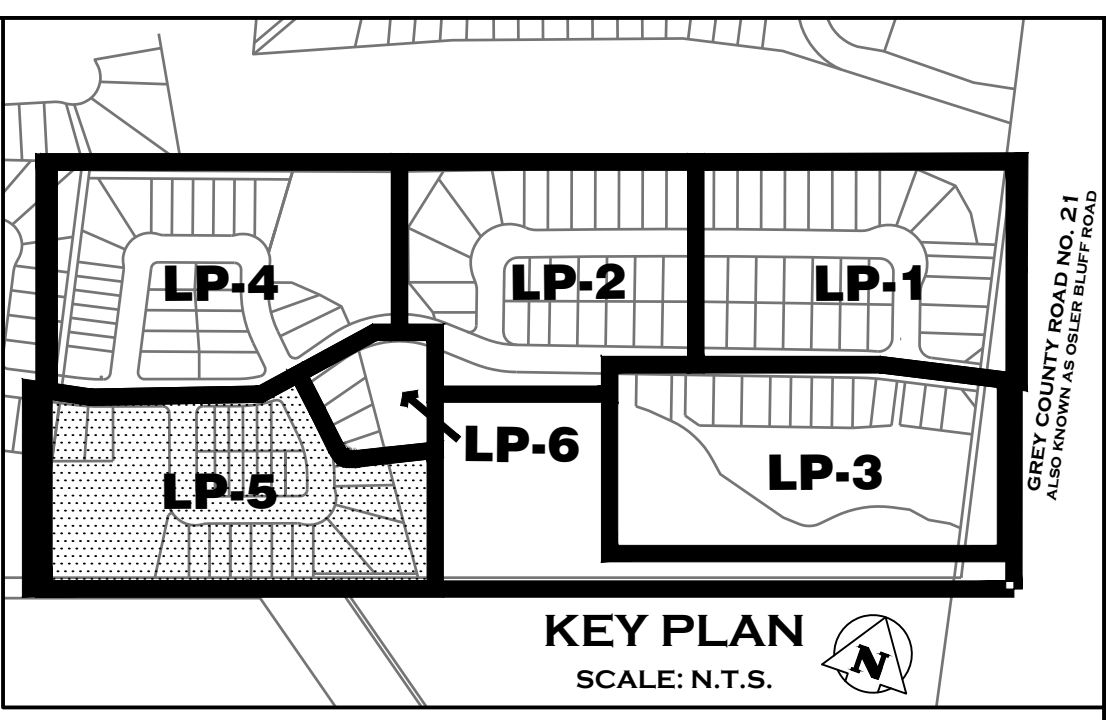 LP-4
LP-2
LP-1
LP-5
LP-6
LP-3
GREY COUNTY ROAD NO. 21
ALSO KNOWN AS OSLER BLUFF ROAD
KEY PLAN
SCALE: N.T.S.
N